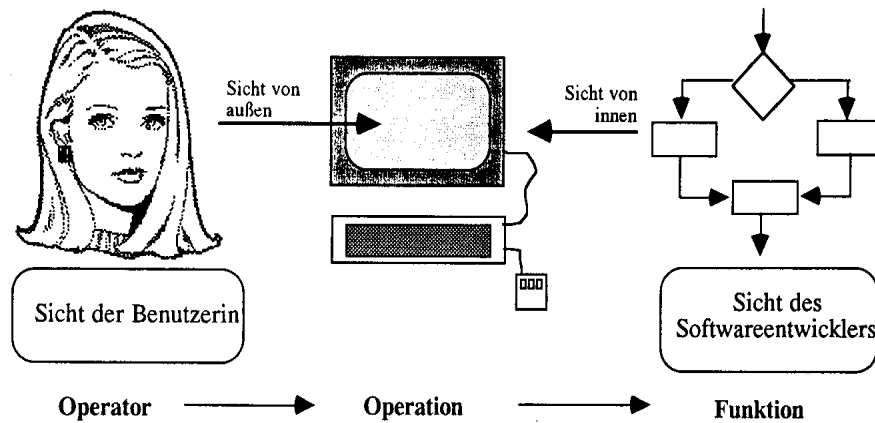 Sicht von
außen
Sicht von
innen
Sicht der Benutzerin
Sicht des
Softwareentwicklers
Operator
Operation
Funktion